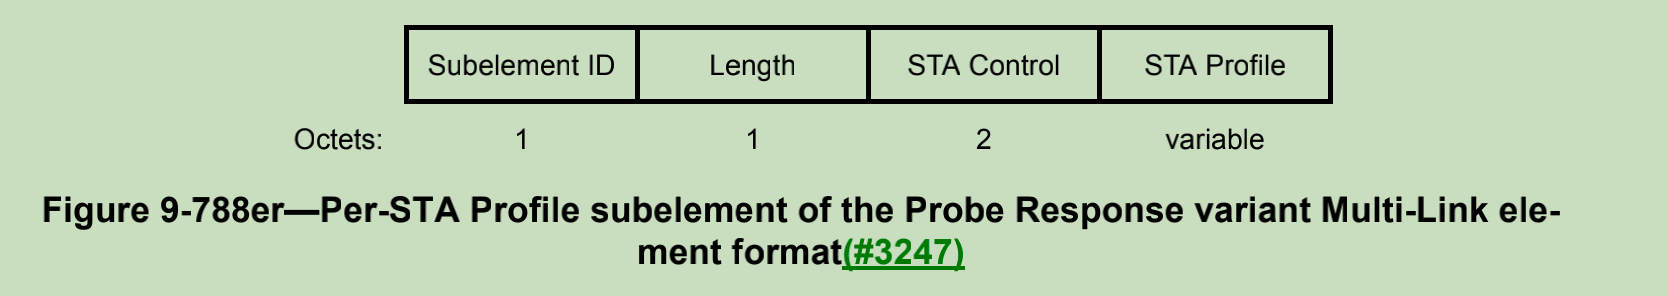 Subelement ID Length STA Control STA Profile
Octets: 1 1 2 variable
Figure 9-788er—Per-STA Profile subelement of the Probe Response variant Multi-Link ele-
ment format(#3247)